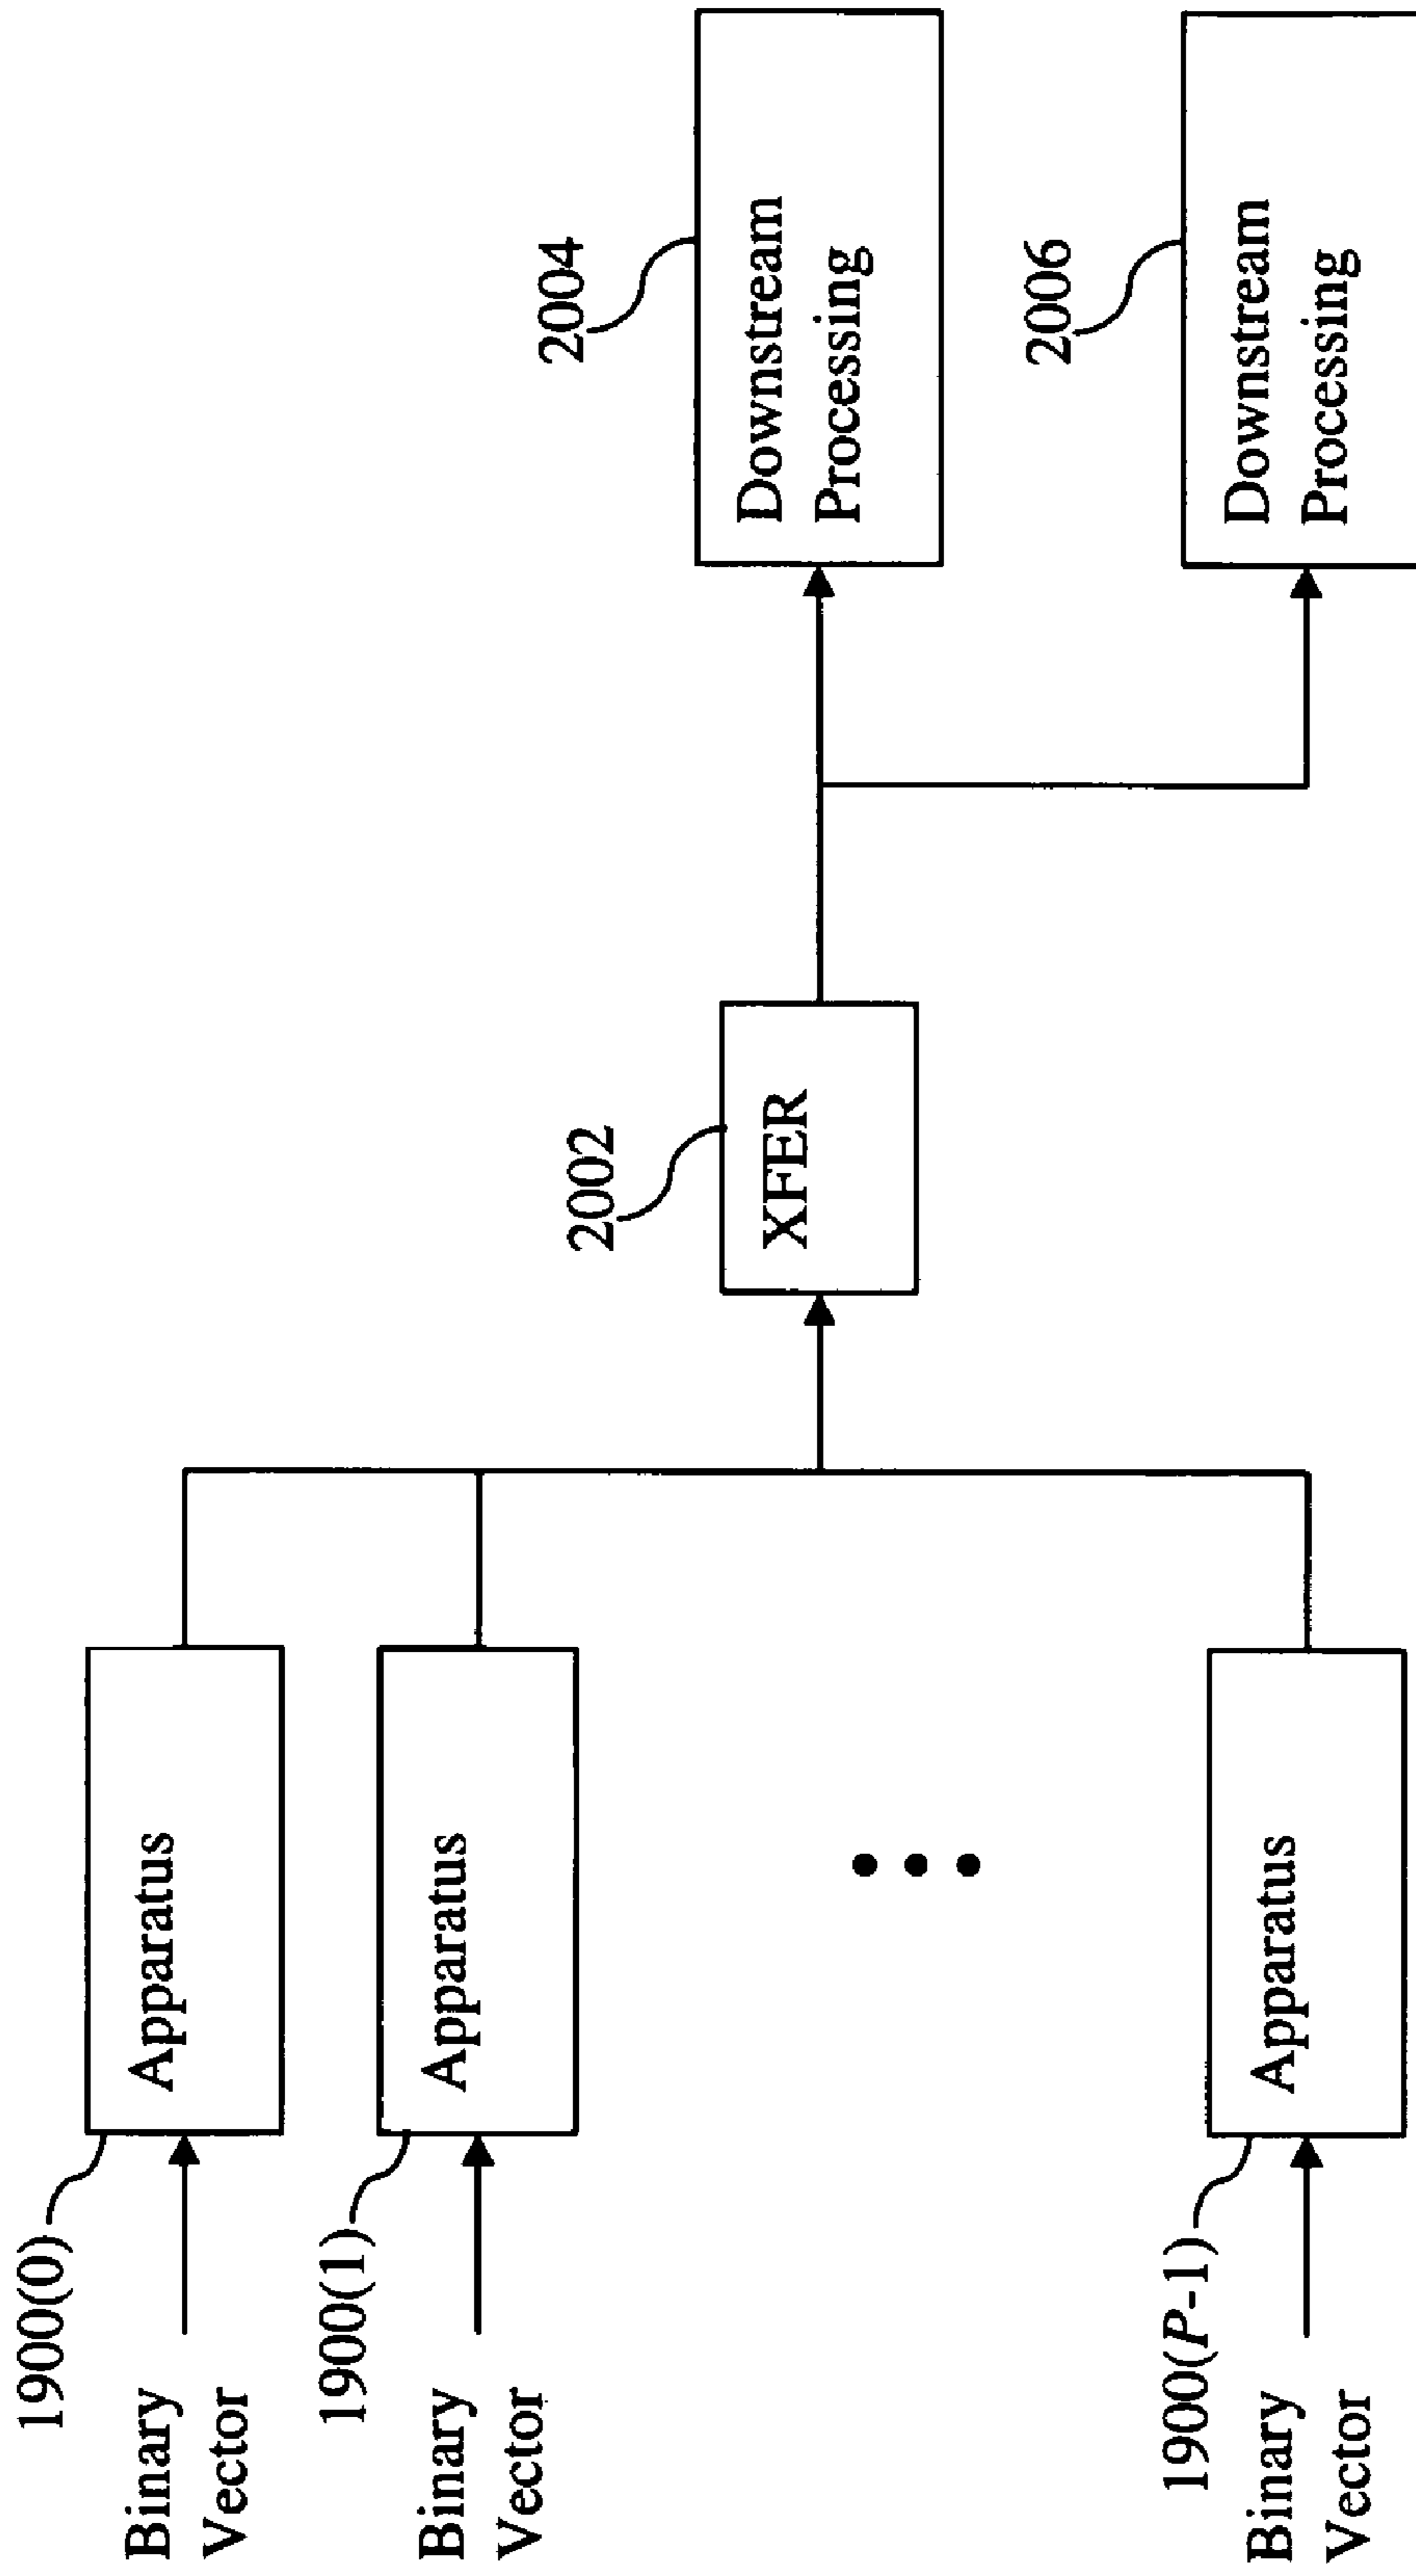 1900(0)
Binary
Vector
Apparatus
1900(1)
Binary
Vector
Apparatus
1900(P-1)
Binary
Vector
Apparatus
2002
XFER
2004
Downstream
Processing
2006
Downstream
Processing